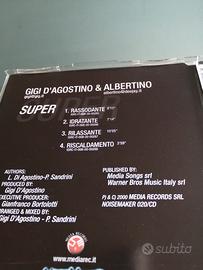 GIGI D'AGOSTINO & ALBERTINO
SUPER
1. RASSODANTE
2. IDRATANTE
3. RILASSANTE
4. RISCALDAMENTO
AUTHORS:
L. Di Agostino-P. Sandrini
PRODUCED BY:
Gigi D'Agostino
EXECUTIVE PRODUCER:
Gianfranco Bortolotti
ARRANGED & MIXED BY:
Gigi D'Agostino - P. Sandrini
PUBLISHED BY:
Media Songs srl
Warner Bros Music Italy srl
P) & © 2000 MEDIA RECORDS SRL
NOISEMAKER 020/CD
www.mediarec.it
subito